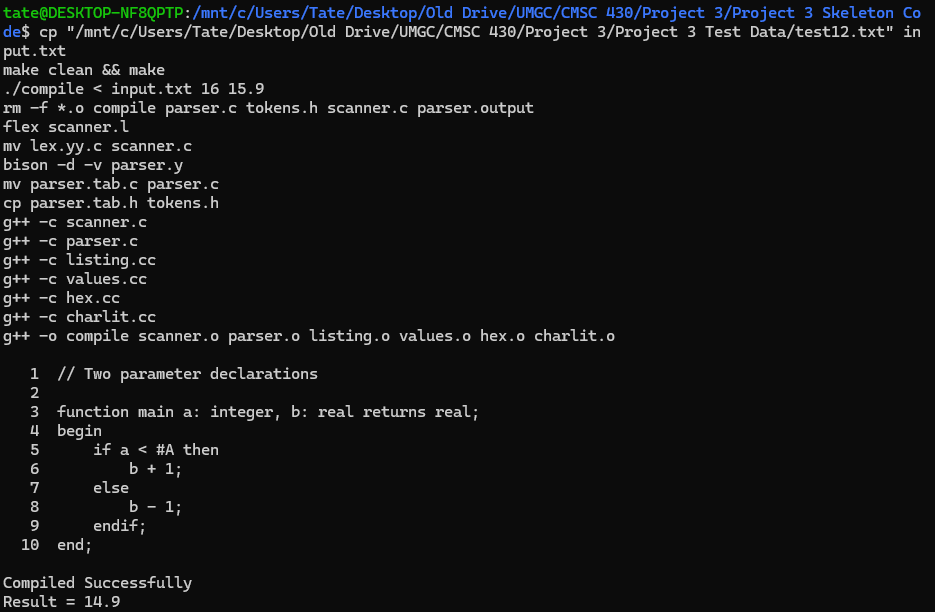 tate@DESKTOP-NF8QPTP:/mnt/c/Users/Tate/Desktop/Old Drive/UMGC/CMSC 430/Project 3/Project 3 Skeleton Co
de$ cp "/mnt/c/Users/Tate/Desktop/Old Drive/UMGC/CMSC 430/Project 3/Project 3 Test Data/test12.txt" in
put.txt
make clean && make
./compile < input.txt 16 15.9
rm -f *.o compile parser.c tokens.h scanner.c parser.output
flex scanner.l
mv lex.yy.c scanner.c
bison -d -v parser.y
mv parser.tab.c parser.c
cp parser.tab.h tokens.h
g++ -c scanner.c
g++ -c parser.c
g++ -c listing.cc
g++ -c values.cc
g++ -c hex.cc
g++ -c charlit.cc
g++ -o compile scanner.o parser.o listing.o values.o hex.o charlit.o

   1  // Two parameter declarations
   2
   3  function main a: integer, b: real returns real;
   4  begin
   5      if a < #A then
   6          b + 1;
   7      else
   8          b - 1;
   9      endif;
  10  end;

Compiled Successfully
Result = 14.9